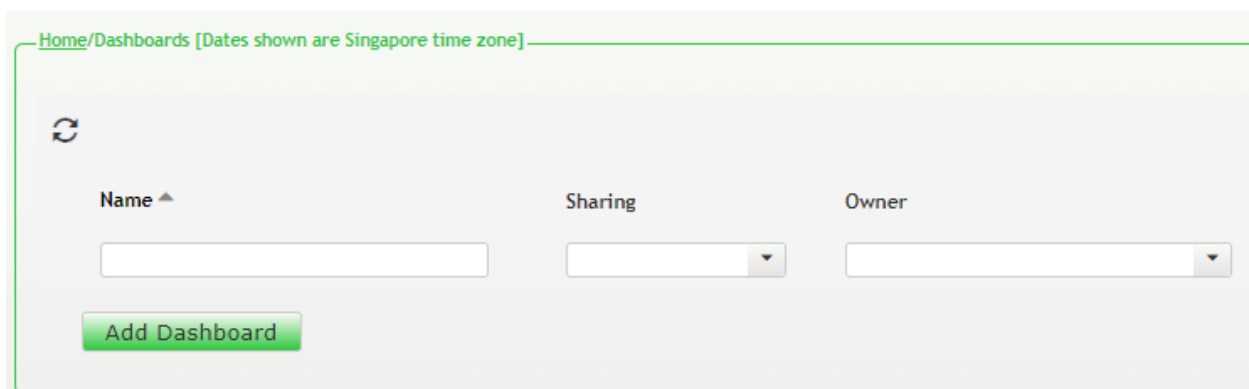 Home/Dashboards [Dates shown are Singapore time zone]
Name Sharing Owner
Add Dashboard